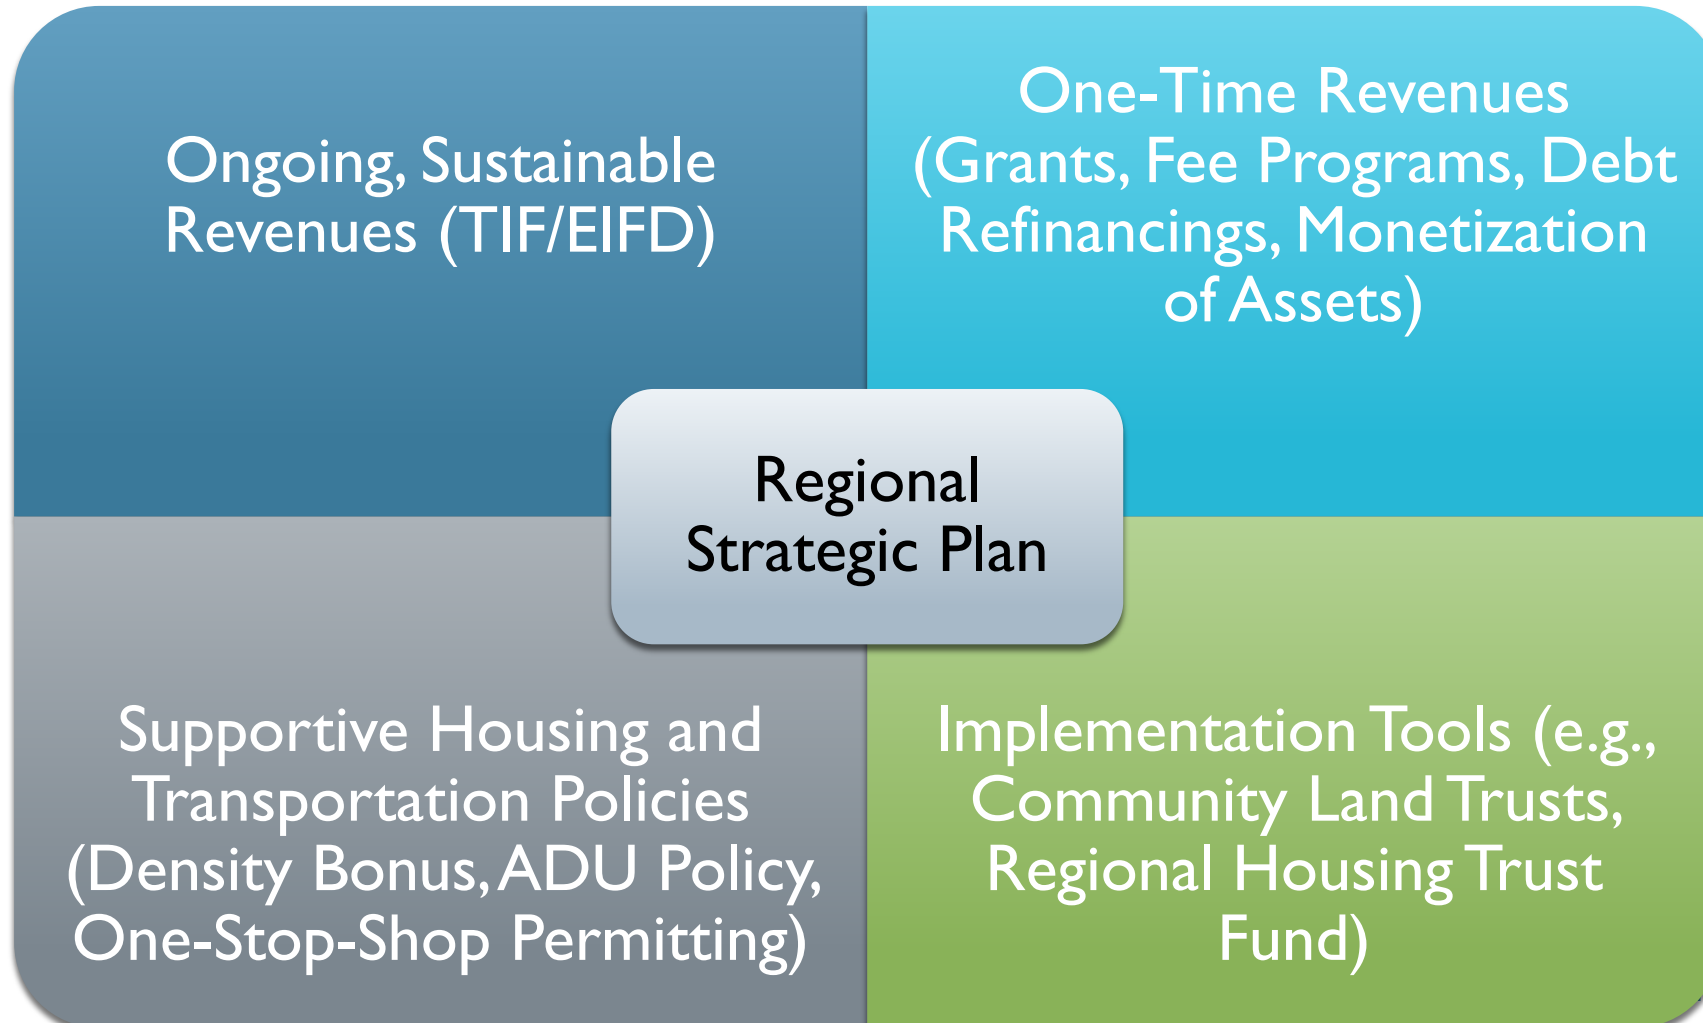 Ongoing, Sustainable
Revenues (TIF/EIFD)
One-Time Revenues
(Grants, Fee Programs, Debt
Refinancings, Monetization
of Assets)
Regional
Strategic Plan
Supportive Housing and
Transportation Policies
(Density Bonus, ADU Policy,
One-Stop-Shop Permitting)
Implementation Tools (e.g.,
Community Land Trusts,
Regional Housing Trust
Fund)